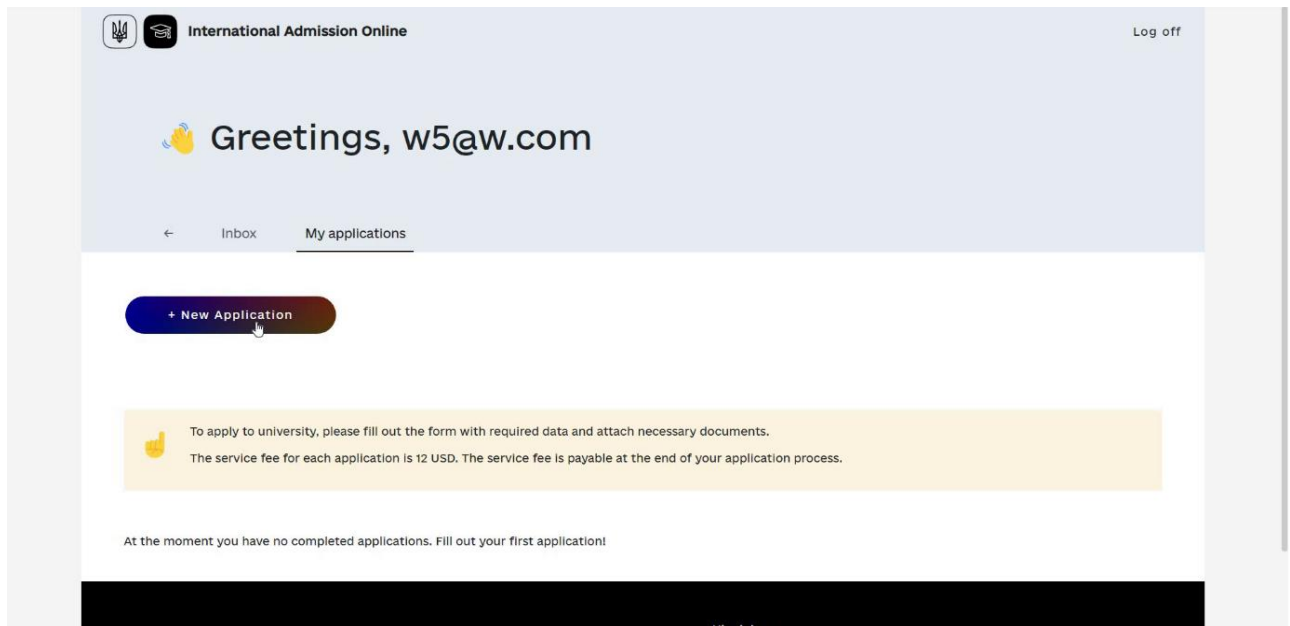 International Admission Online
Log off
Greetings, w5@w.com
← Inbox My applications
+ New Application
To apply to university, please fill out the form with required data and attach necessary documents.
The service fee for each application is 12 USD. The service fee is payable at the end of your application process.
At the moment you have no completed applications. Fill out your first application!